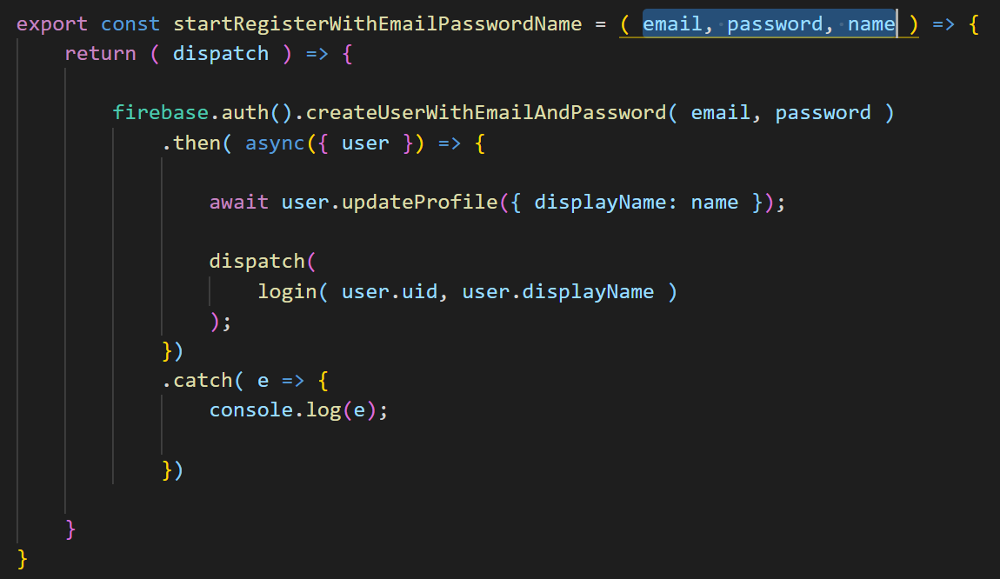 export const startRegisterWithEmailPasswordName = ( email, password, name ) => {
return ( dispatch ) => {
firebase.auth().createUserWithEmailAndPassword( email, password )
.then( async({ user }) => {
await user.updateProfile({ displayName: name });
dispatch(
login( user.uid, user.displayName )
);
})
.catch( e => {
console.log(e);
})
}
}